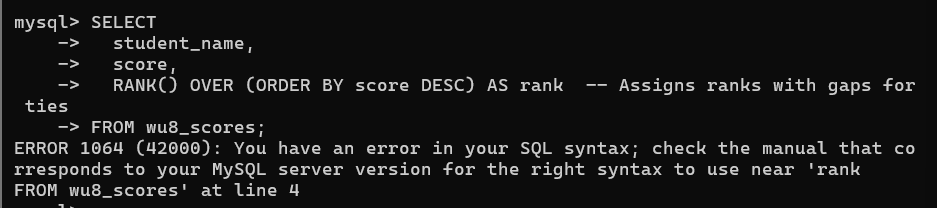 mysql> SELECT
    ->   student_name,
    ->   score,
    ->   RANK() OVER (ORDER BY score DESC) AS rank  -- Assigns ranks with gaps for
 ties
    -> FROM wu8_scores;
ERROR 1064 (42000): You have an error in your SQL syntax; check the manual that co
rresponds to your MySQL server version for the right syntax to use near 'rank
FROM wu8_scores' at line 4